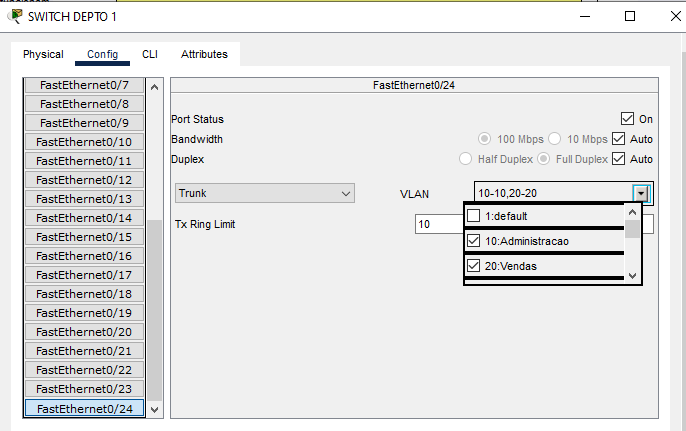 SWITCH DEPTO 1
Physical Config CLI Attributes
FastEthernet0/7
FastEthernet0/8
FastEthernet0/9
FastEthernet0/10
FastEthernet0/11
FastEthernet0/12
FastEthernet0/13
FastEthernet0/14
FastEthernet0/15
FastEthernet0/16
FastEthernet0/17
FastEthernet0/18
FastEthernet0/19
FastEthernet0/20
FastEthernet0/21
FastEthernet0/22
FastEthernet0/23
FastEthernet0/24
FastEthernet0/24
Port Status On
Bandwidth 100 Mbps 10 Mbps Auto
Duplex Half Duplex Full Duplex Auto
Trunk VLAN 10-10,20-20
1:default
Tx Ring Limit 10
10:Administracao
20:Vendas